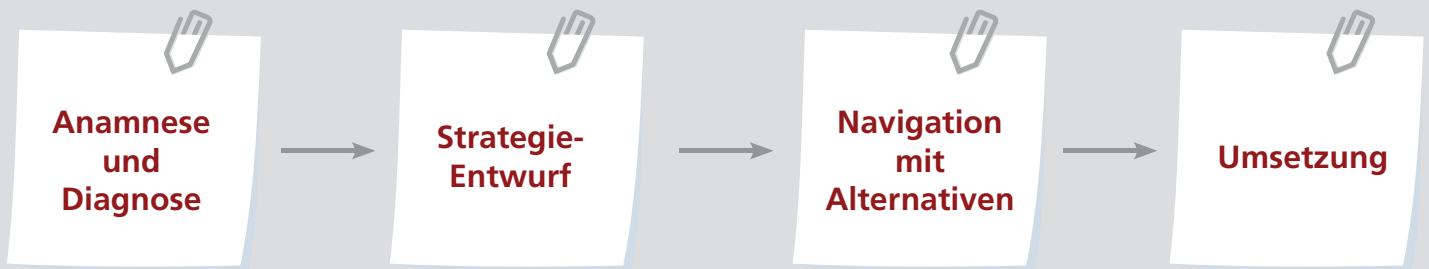 Anamnese
und
Diagnose
Strategie-
Entwurf
Navigation
mit
Alternativen
Umsetzung